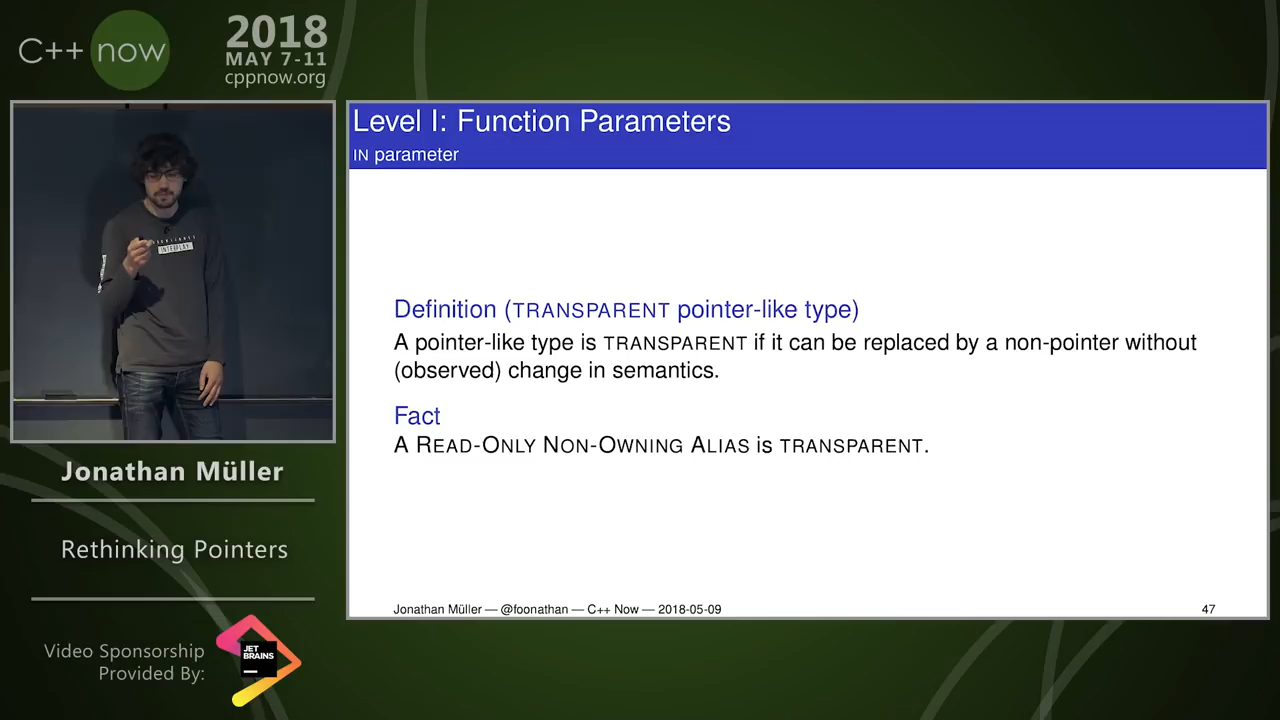 C++ now
2018
MAY 7-11
cppnow.org
Level I: Function Parameters
IN parameter
INTERPLAY
Definition (TRANSPARENT pointer-like type)
A pointer-like type is TRANSPARENT if it can be replaced by a non-pointer without
(observed) change in semantics.
Fact
A READ-ONLY NON-OWNING ALIAS is TRANSPARENT.
Jonathan Müller — @foonathan — C++ Now — 2018-05-09
47
Jonathan Müller
Rethinking Pointers
Video Sponsorship
Provided By:
JET
BRAINS